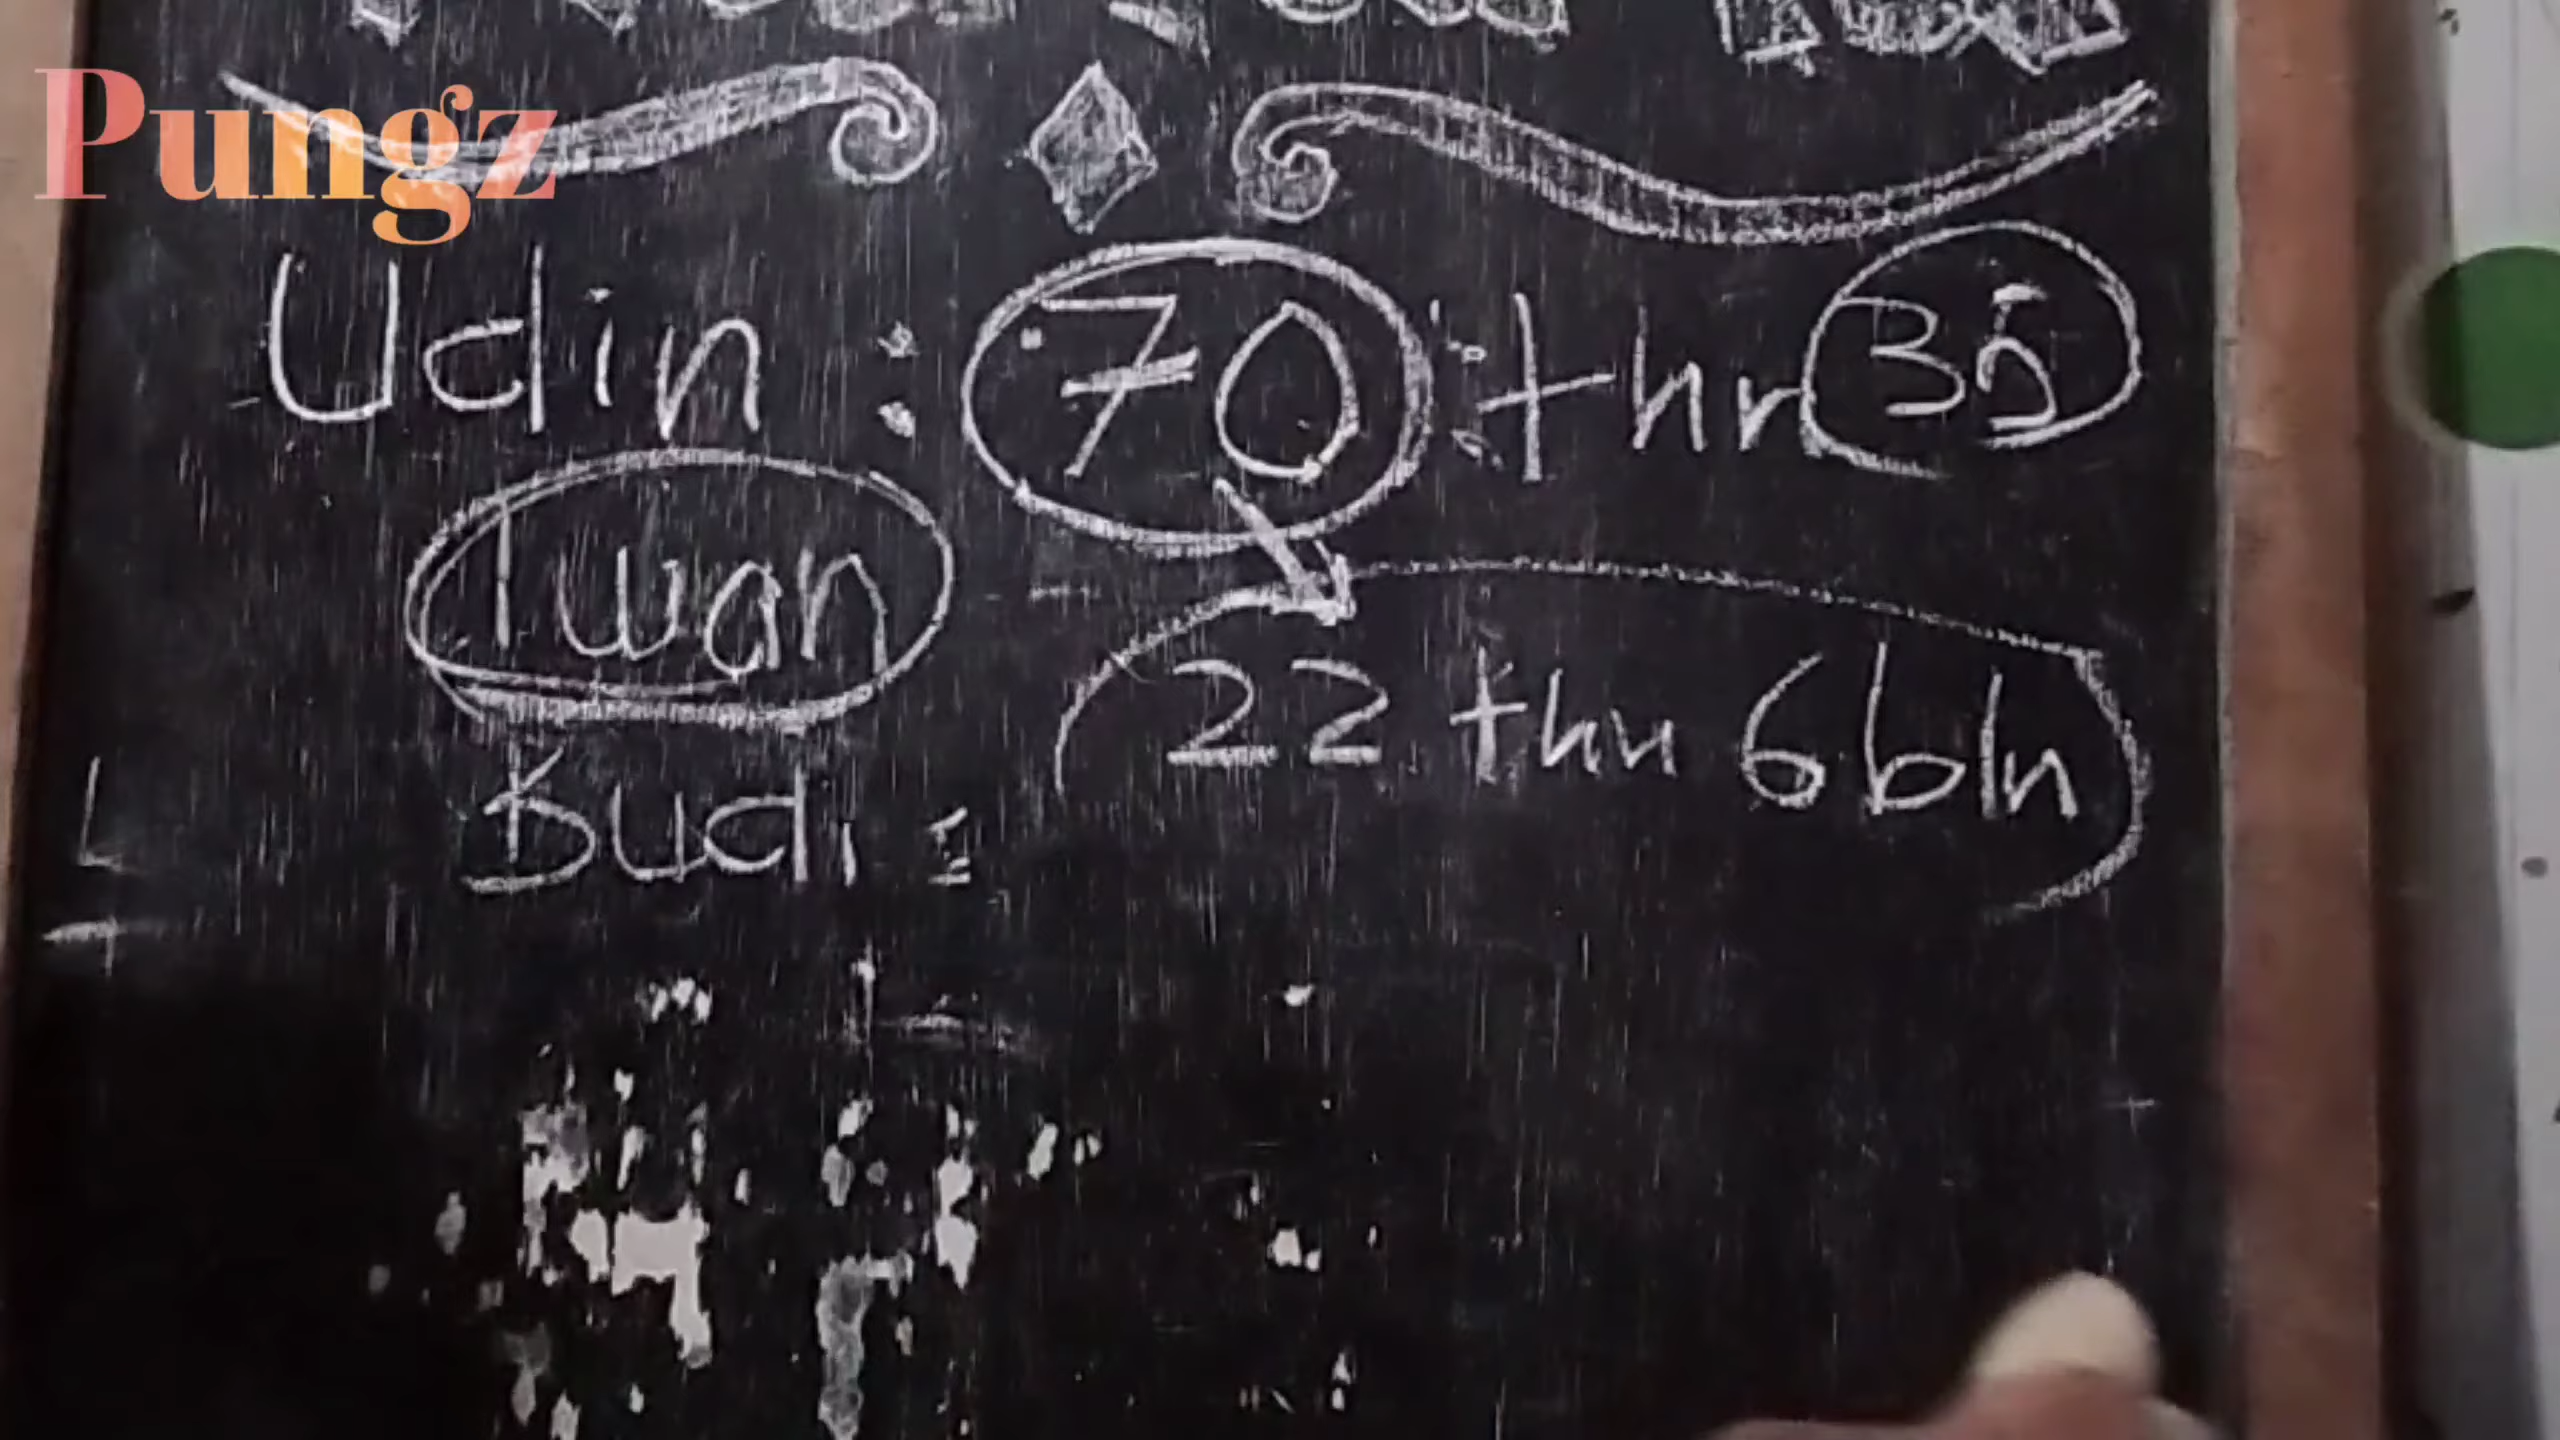 Pungz
Udin : 70 : thn 35
Iwan
22 thn 6 bln
Budi :